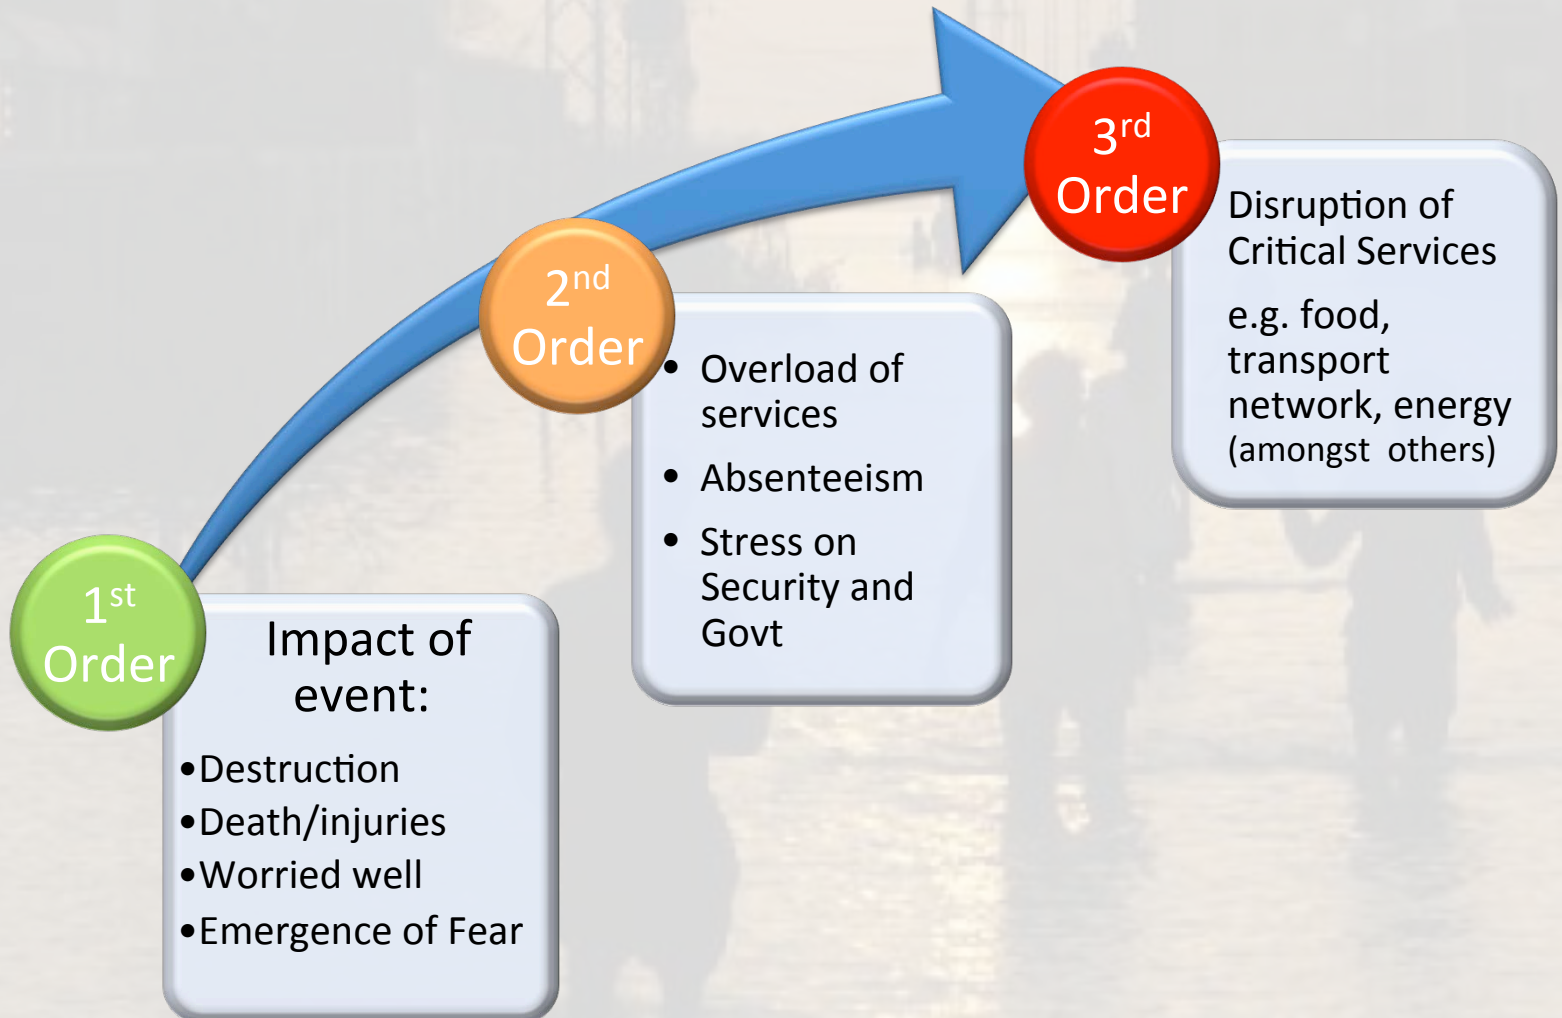 1st
Order
Impact of
event:
•Destruction
•Death/injuries
•Worried well
•Emergence of Fear
2nd
Order
• Overload of
services
• Absenteeism
• Stress on
Security and
Govt
3rd
Order
Disruption of
Critical Services
e.g. food,
transport
network, energy
(amongst others)